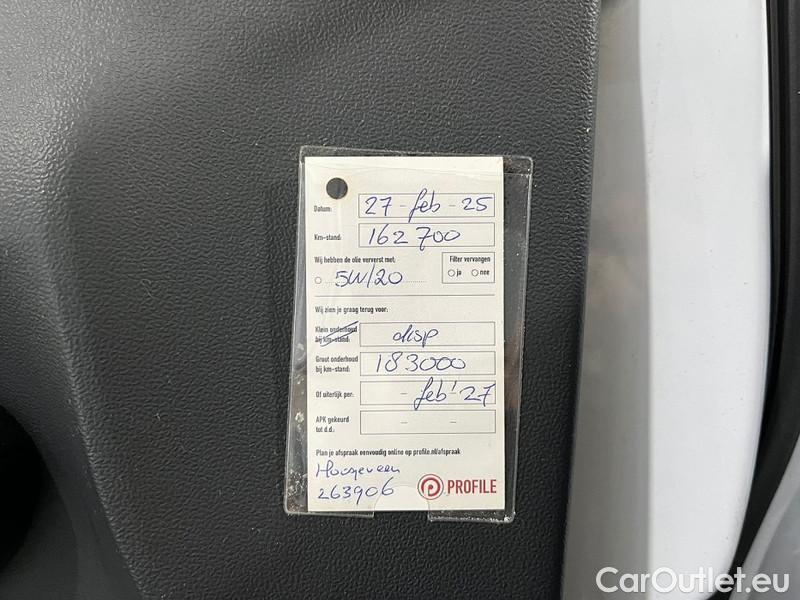 Datum: 27 - feb - 25
Km-stand: 162 700
Wij hebben de olie ververst met: Filter vervangen
5W/20 ja nee
Wij zien je graag terug voor:
Klein onderhoud
bij km-stand: disp
Groot onderhoud
bij km-stand: 183000
Of uiterlijk per: - feb' - 27
APK gekeurd
tot d.d.: - -
Plan je afspraak eenvoudig online op profile.nl/afspraak
Hoogeveen
263906
PROFILE
CarOutlet.eu